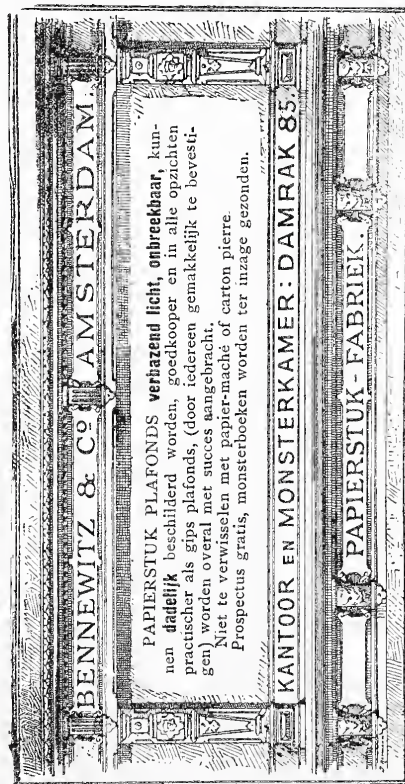 BENNEWITZ & Cº AMSTERDAM.
PAPIERSTUK PLAFONDS verbazend licht, onbreekbaar, kun-
nen dadelijk beschilderd worden, goedkooper en in alle opzichten
practischer als gips plafonds, (door iedereen gemakkelijk te bevesti-
gen) worden overal met succes aangebracht.
Niet te verwisselen met papier-maché of carton pierre.
Prospectus gratis, monsterboeken worden ter inzage gezonden.
KANTOOR EN MONSTERKAMER: DAMRAK 85.
PAPIERSTUK-FABRIEK.